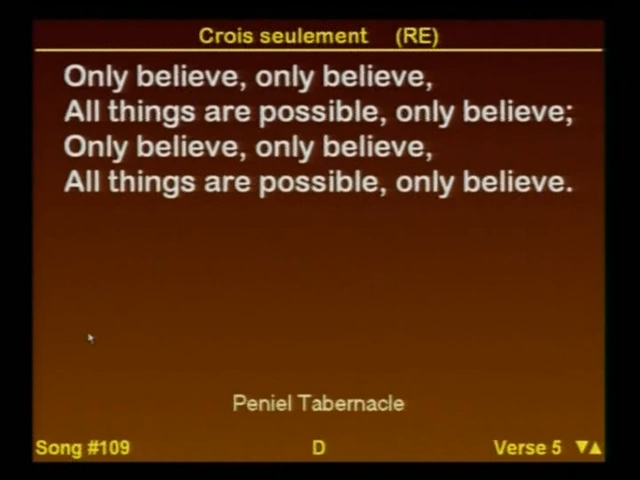 Crois seulement (RE)
Only believe, only believe,
All things are possible, only believe;
Only believe, only believe,
All things are possible, only believe.
Peniel Tabernacle
Song #109 D Verse 5 ▼▲